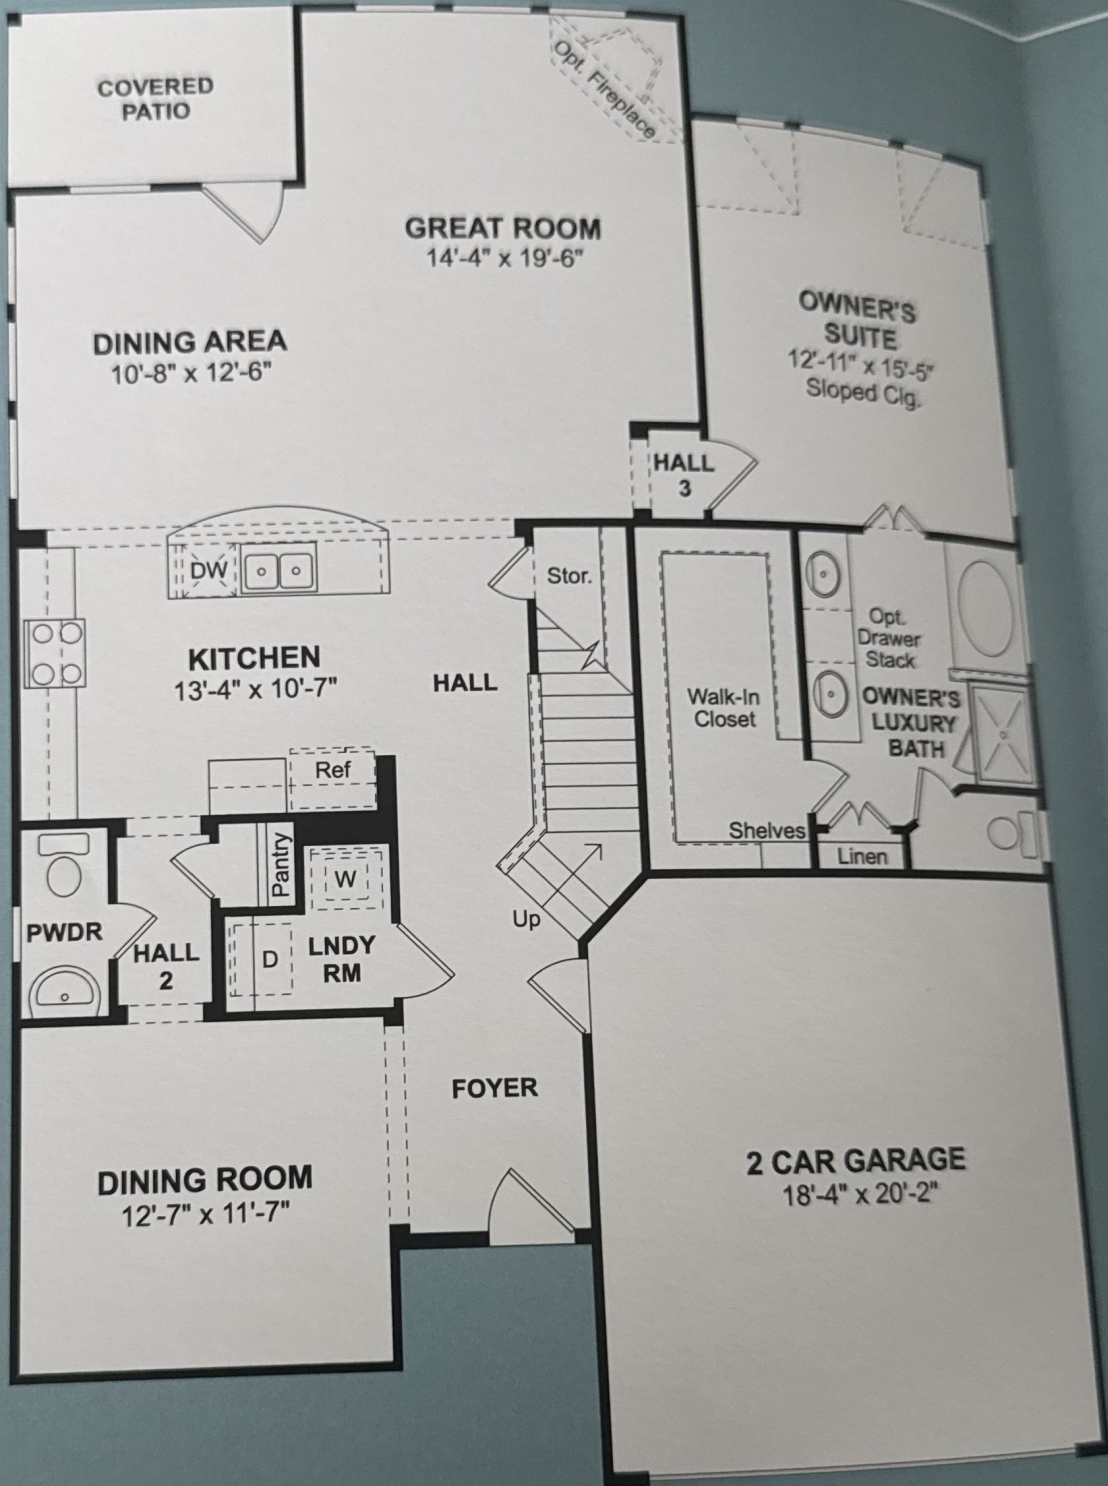 COVERED
PATIO
Opt. Fireplace
GREAT ROOM
14'-4" x 19'-6"
OWNER'S
SUITE
12'-11" x 15'-5"
Sloped Clg.
DINING AREA
10'-8" x 12'-6"
HALL
3
DW
Stor.
KITCHEN
13'-4" x 10'-7"
HALL
Walk-In
Closet
Opt.
Drawer
Stack
OWNER'S
LUXURY
BATH
Ref
Shelves
Linen
Pantry
W
Up
PWDR
HALL
2
D
LNDY
RM
FOYER
DINING ROOM
12'-7" x 11'-7"
2 CAR GARAGE
18'-4" x 20'-2"